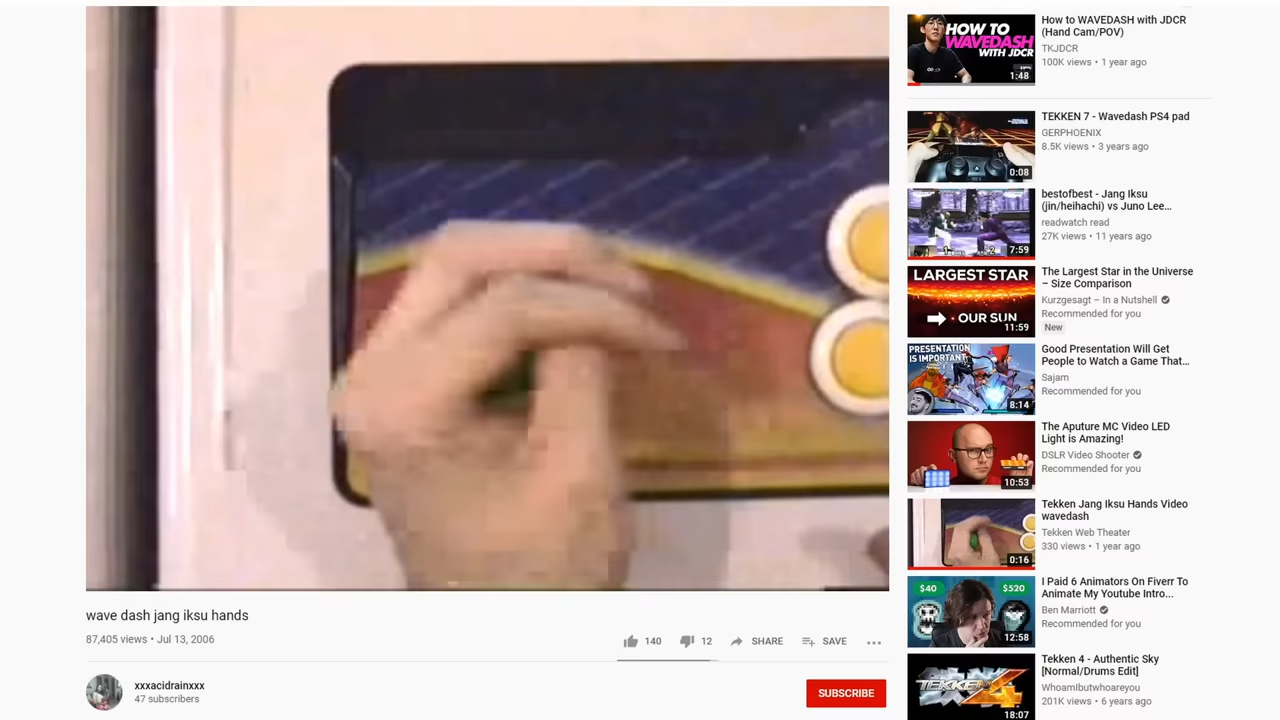 wave dash jang iksu hands
87,405 views • Jul 13, 2006
140
12
SHARE
SAVE
xxxacidrainxxx
47 subscribers
SUBSCRIBE
HOW TO
WAVEDASH
WITH JDCR
1:48
How to WAVEDASH with JDCR
(Hand Cam/POV)
TKJDCR
100K views • 1 year ago
0:08
TEKKEN 7 - Wavedash PS4 pad
GERPHOENIX
8.5K views • 3 years ago
7:59
bestofbest - Jang Iksu
(jin/heihachi) vs Juno Lee...
readwatch read
27K views • 11 years ago
LARGEST STAR
OUR SUN
11:59
The Largest Star in the Universe
– Size Comparison
Kurzgesagt – In a Nutshell
Recommended for you
New
PRESENTATION
IS IMPORTANT
8:14
Good Presentation Will Get
People to Watch a Game That...
Sajam
Recommended for you
10:53
The Aputure MC Video LED
Light is Amazing!
DSLR Video Shooter
Recommended for you
0:16
Tekken Jang Iksu Hands Video
wavedash
Tekken Web Theater
330 views • 1 year ago
$40
$520
12:58
I Paid 6 Animators On Fiverr To
Animate My Youtube Intro...
Ben Marriott
Recommended for you
TEKKEN 4
18:07
Tekken 4 - Authentic Sky
[Normal/Drums Edit]
WhoamIbutwhoareyou
201K views • 6 years ago